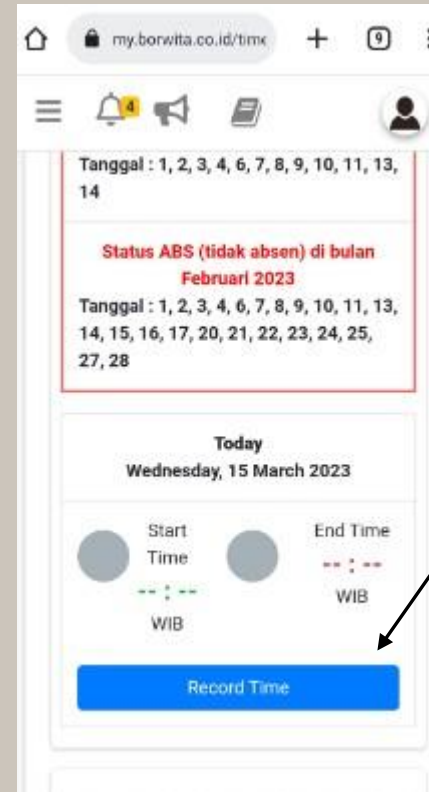 my.borwita.co.id/time
9
4
Tanggal : 1, 2, 3, 4, 6, 7, 8, 9, 10, 11, 13,
14
Status ABS (tidak absen) di bulan
Februari 2023
Tanggal : 1, 2, 3, 4, 6, 7, 8, 9, 10, 11, 13,
14, 15, 16, 17, 20, 21, 22, 23, 24, 25,
27, 28
Today
Wednesday, 15 March 2023
Start
Time
-- : --
WIB
End Time
-- : --
WIB
Record Time